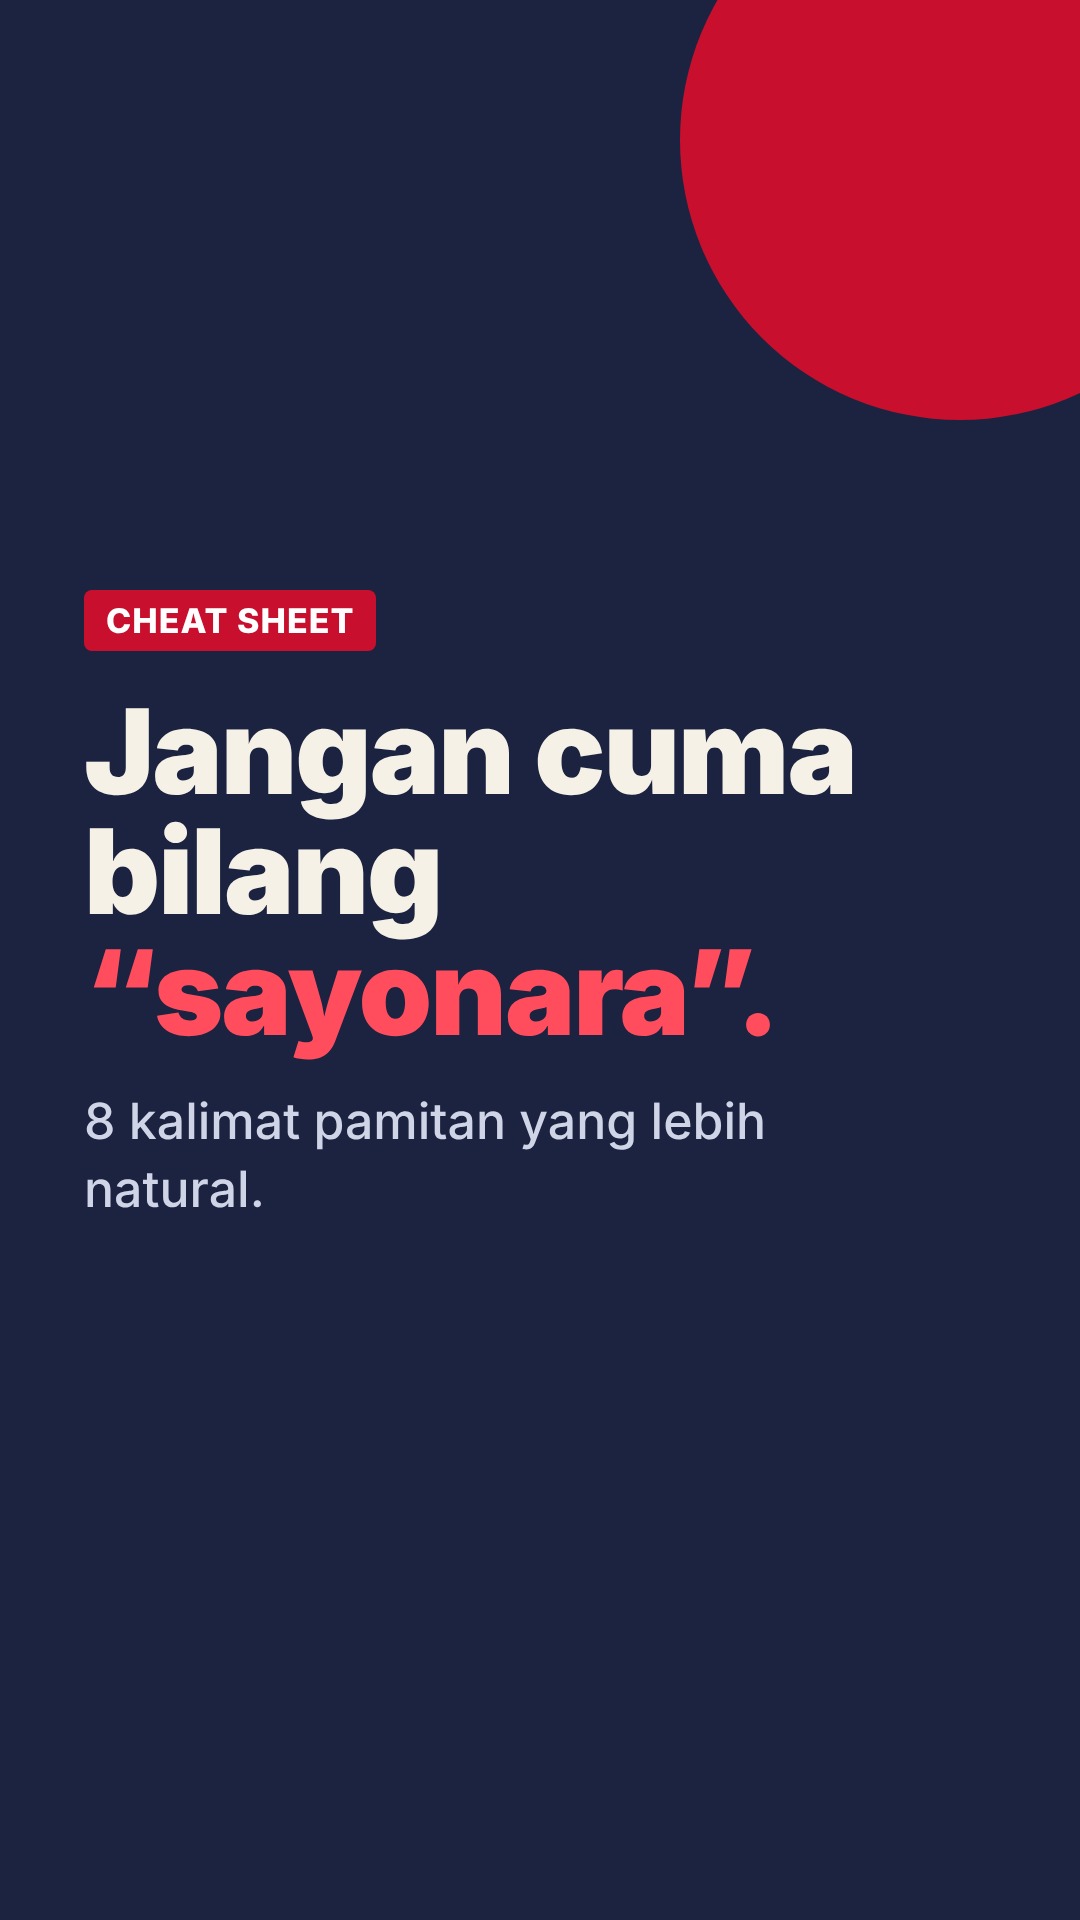 CHEAT SHEET
Jangan cuma
bilang
“sayonara”.
8 kalimat pamitan yang lebih
natural.